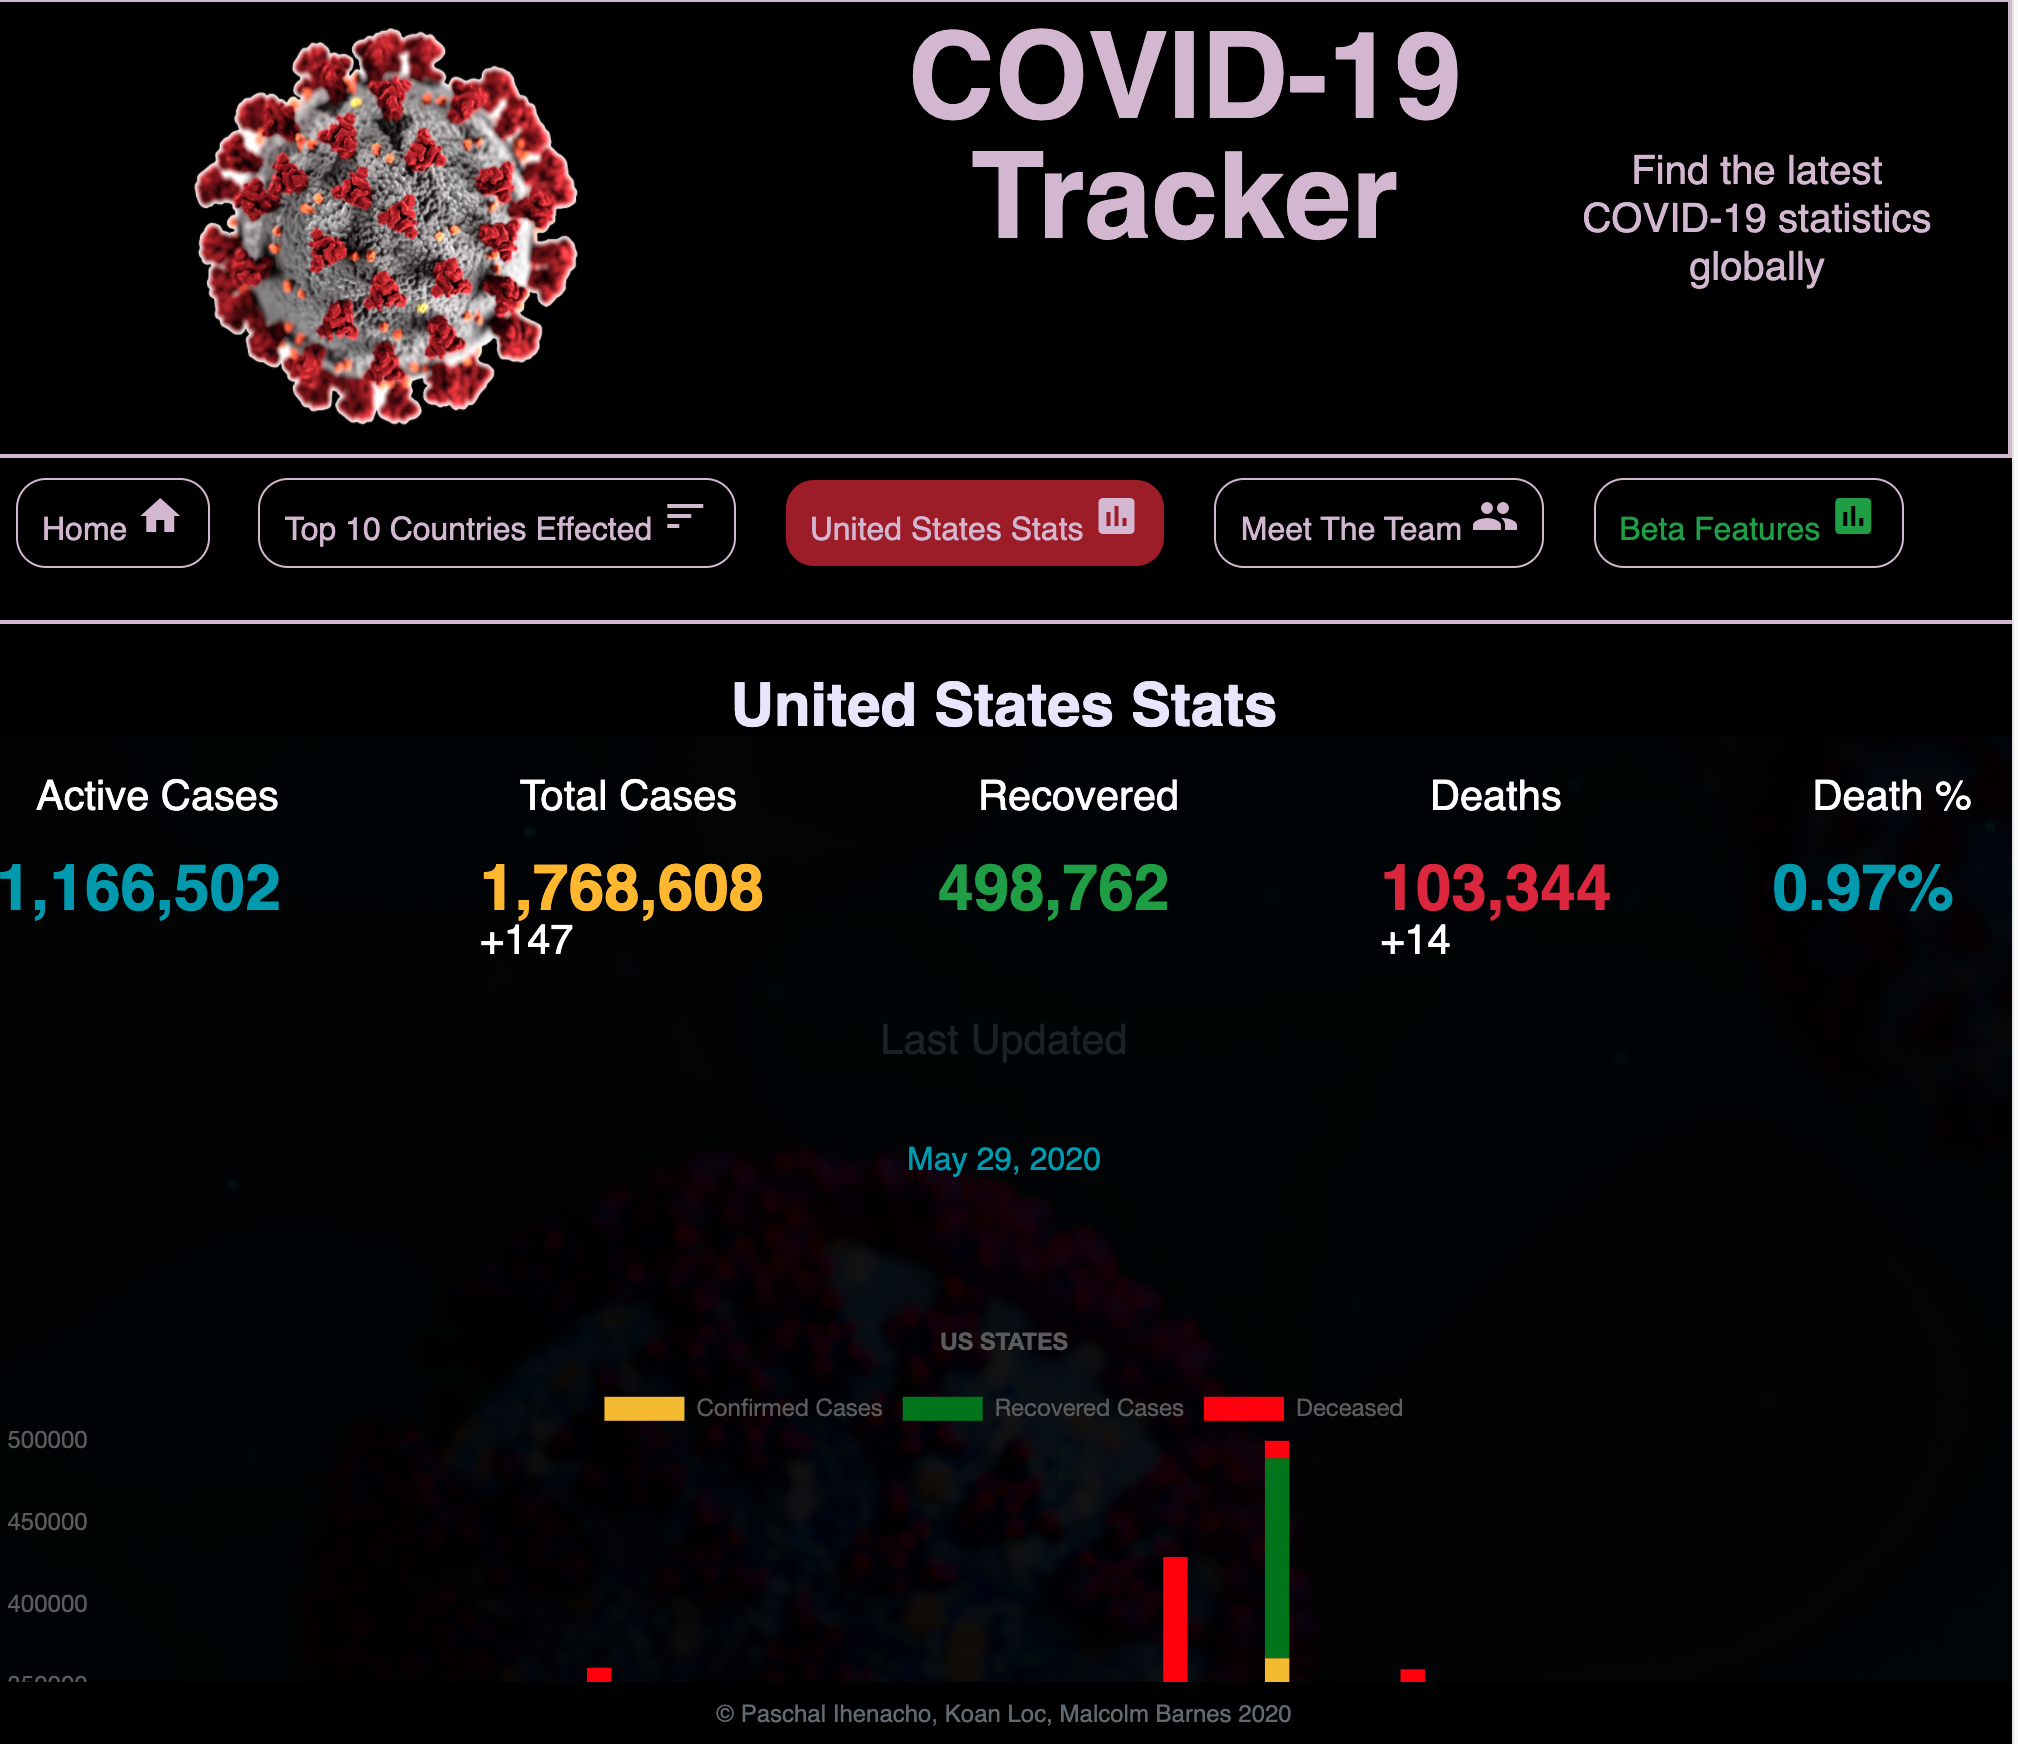 COVID-19
Tracker
Find the latest
COVID-19 statistics
globally
Home
Top 10 Countries Effected
United States Stats
Meet The Team
Beta Features
United States Stats
Active Cases
Total Cases
Recovered
Deaths
Death %
1,166,502
1,768,608
498,762
103,344
0.97%
+147
+14
Last Updated
May 29, 2020
US STATES
Confirmed Cases
Recovered Cases
Deceased
500000
450000
400000
© Paschal Ihenacho, Koan Loc, Malcolm Barnes 2020